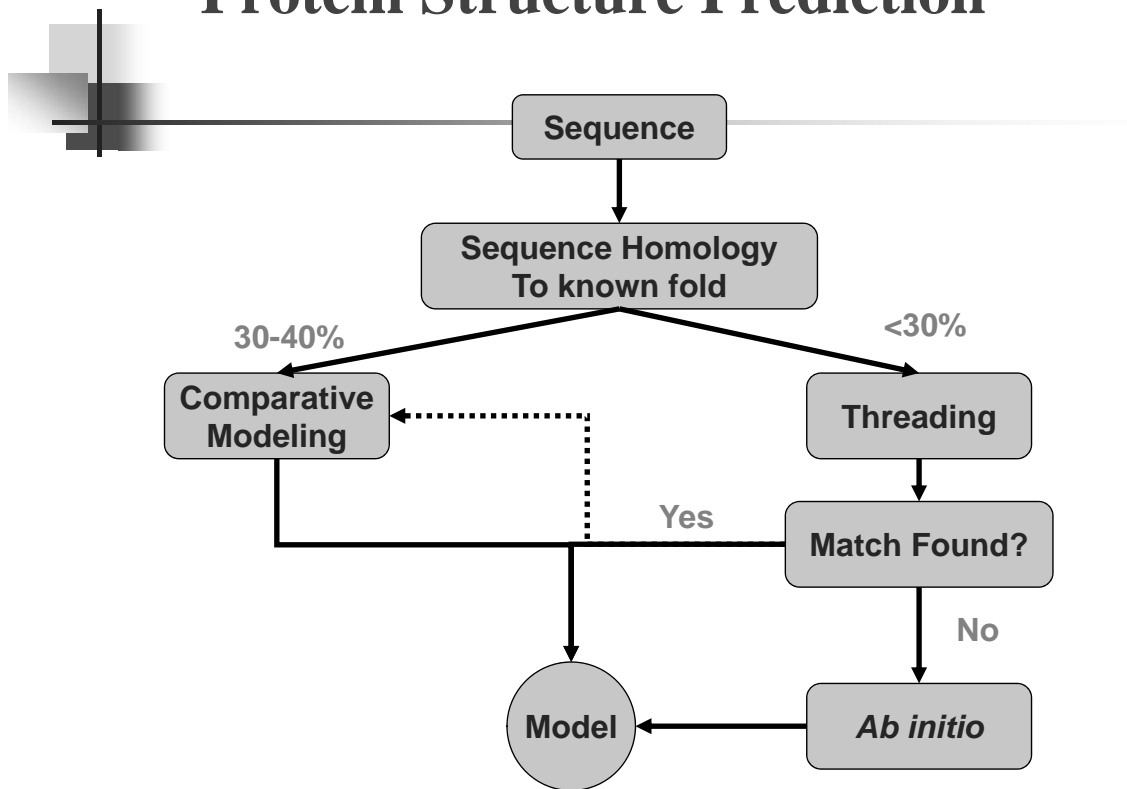 Protein Structure Prediction
Sequence
Sequence Homology
To known fold
30-40%
<30%
Comparative
Modeling
Threading
Yes
Match Found?
No
Model
Ab initio